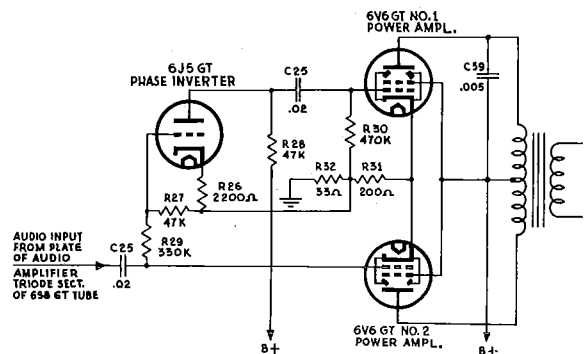 6V6 GT NO.1
POWER AMPL.
6J5 GT
PHASE INVERTER
C25
.02
C39
.005
R28
47K
R30
470K
R32
33Ω
R31
200Ω
R26
2200Ω
R27
47K
R29
330K
AUDIO INPUT
FROM PLATE
OF AUDIO
AMPLIFIER
TRIODE SECT.
OF 6S8 GT TUBE
C25
.02
6V6 GT NO.2
POWER AMPL.
B+
B+